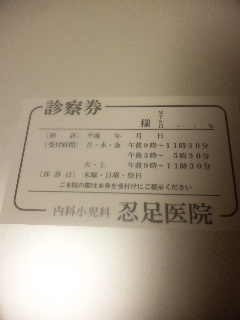 診察券
様
〔初 診〕 平成 年 月 日
〔受付時間〕 月・水・金 午前9時~11時30分
午後3時~ 5時30分
火・土 午前9時~11時30分
〔休診日〕 木曜・日曜・祭日
ご来院の際は本券を受付けにご提示ください
内科小児科 忍足医院